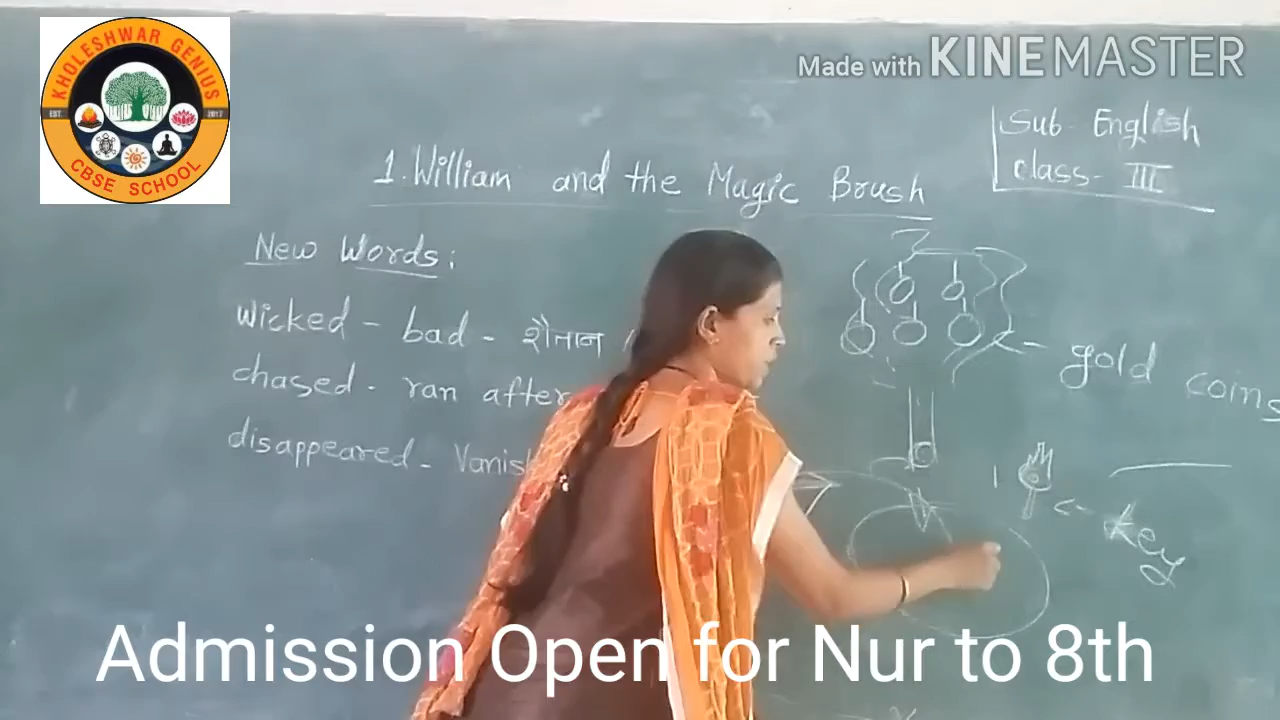 KHOLESHWAR GENIUS
EST. 2017
CBSE SCHOOL
Made with KINEMASTER
Sub- English
Class- III
1. William and the Magic Brush
New Words:
Wicked - bad - शैतान
chased - ran after
disappeared - Vanish
gold coins
key
Admission Open for Nur to 8th